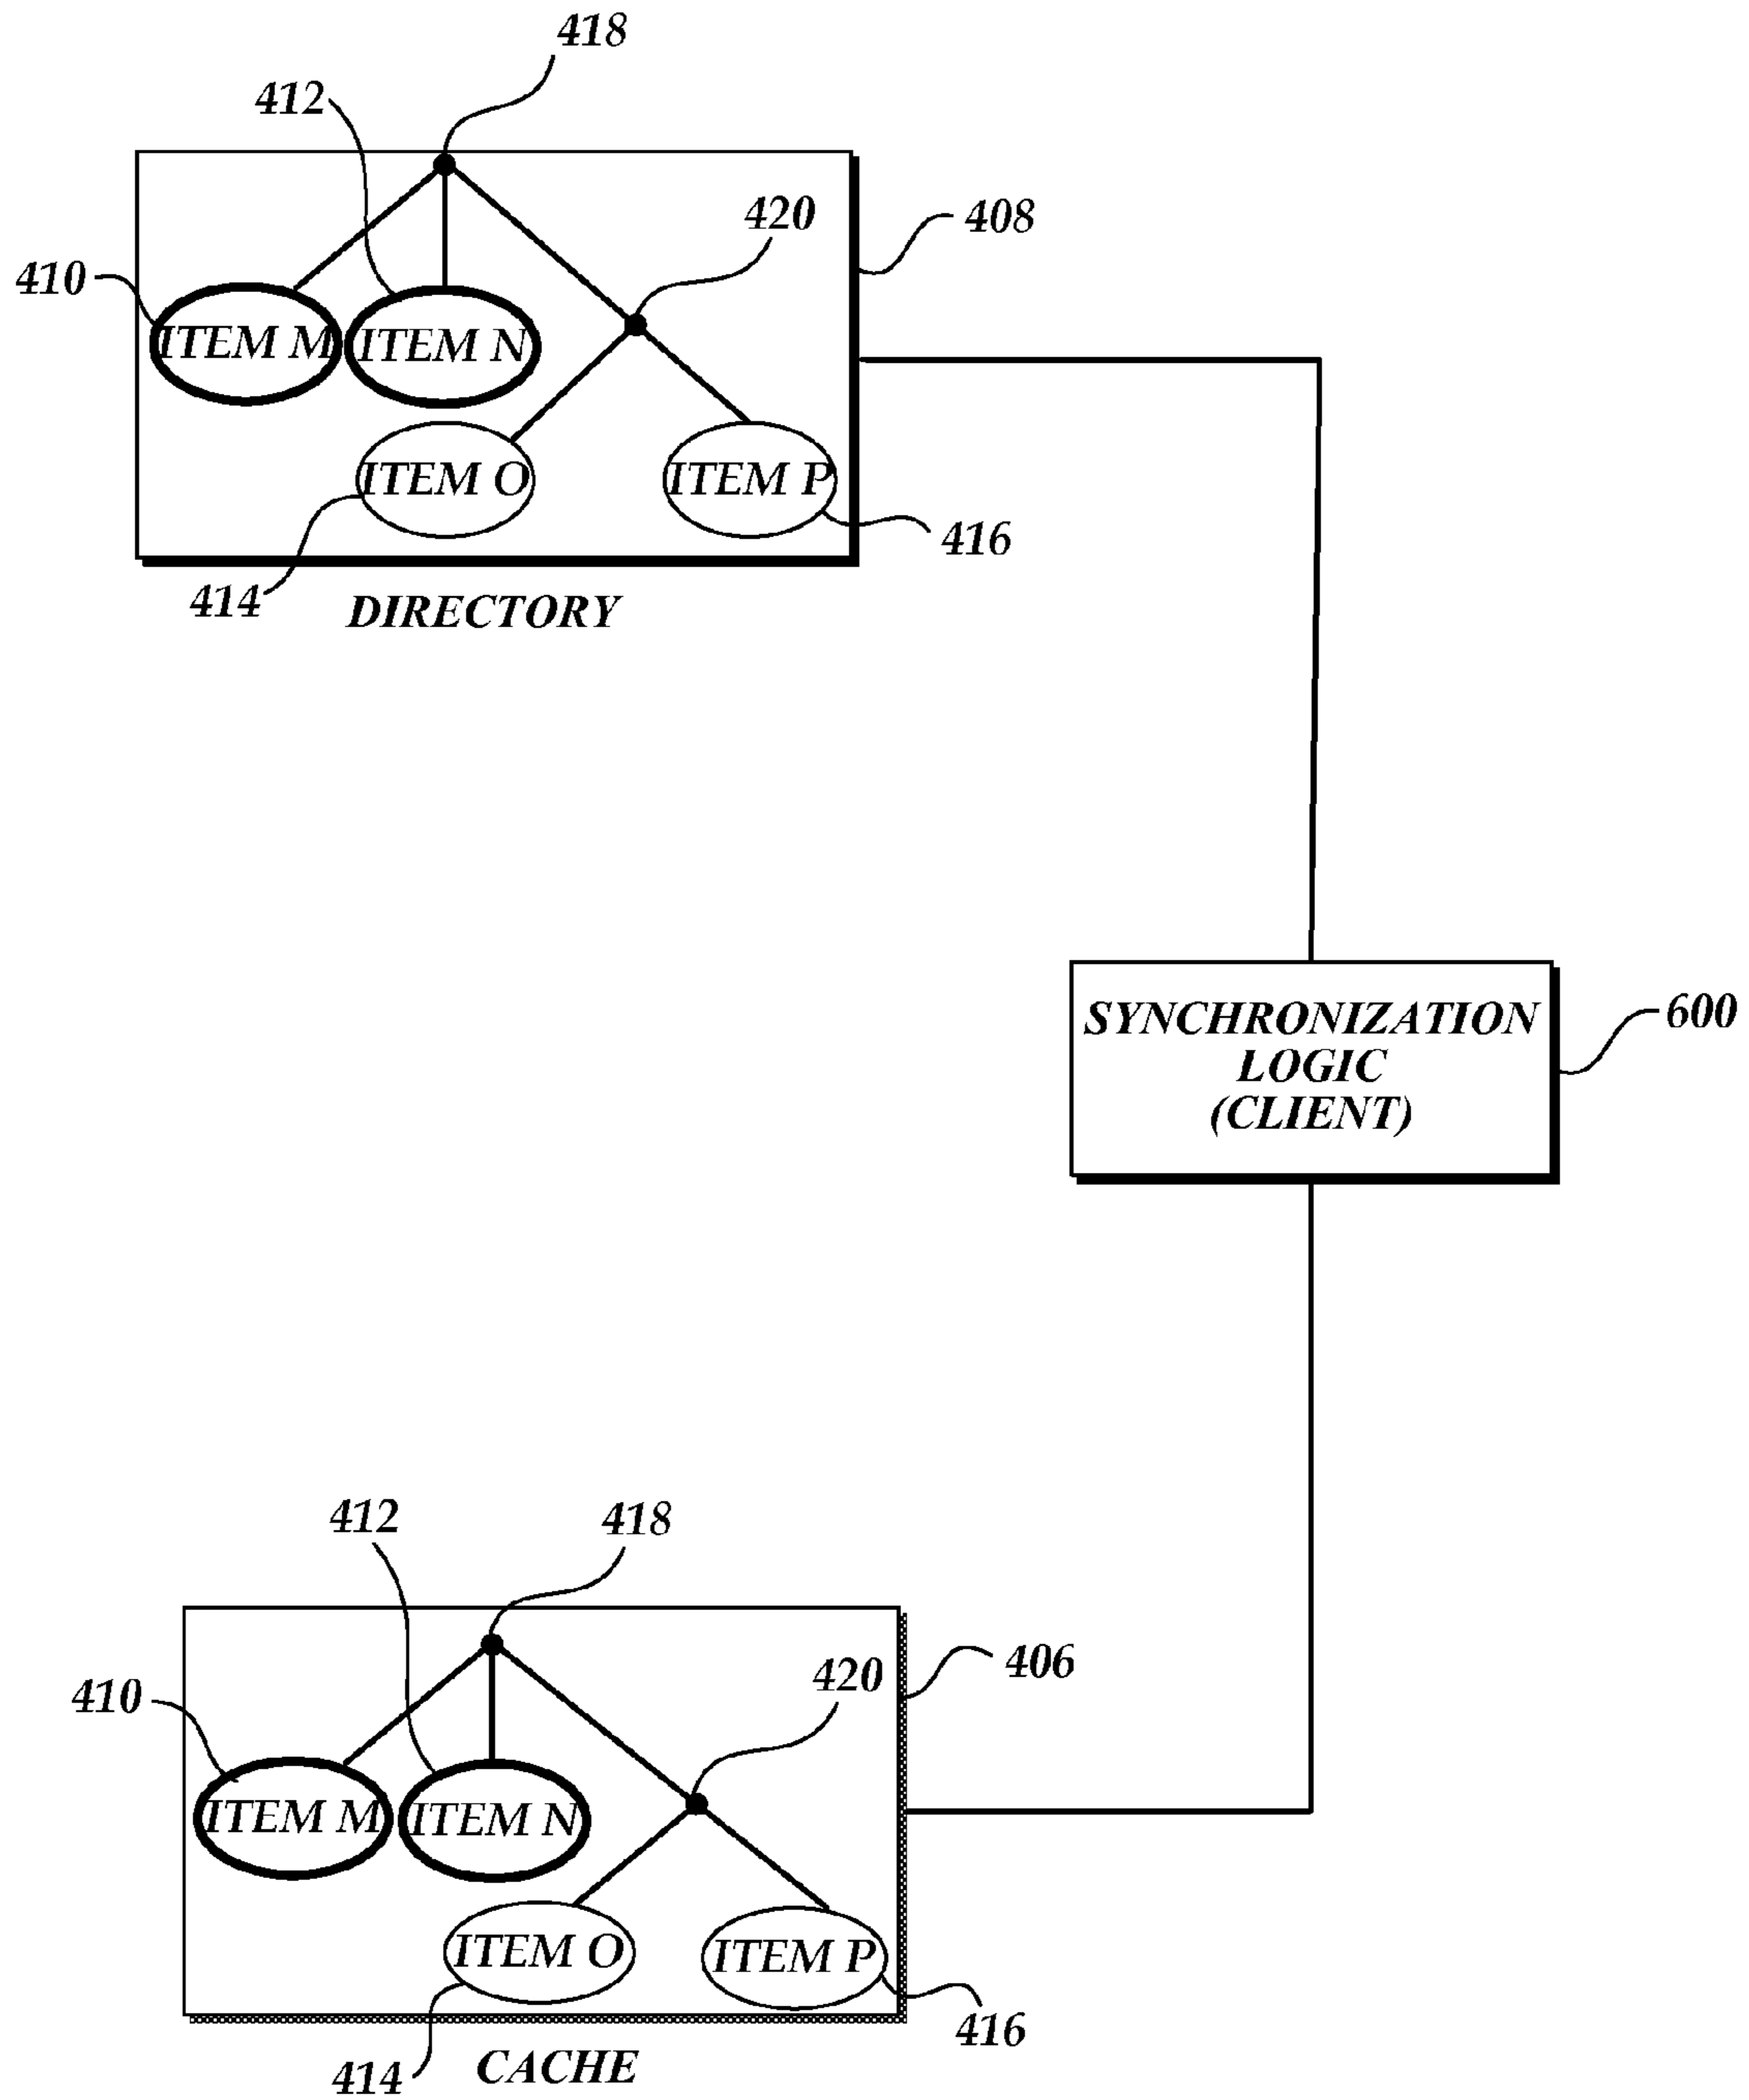 418
412
420
408
410
ITEM M
ITEM N
ITEM O
ITEM P
416
414
DIRECTORY
SYNCHRONIZATION
LOGIC
(CLIENT)
600
412
418
406
420
410
ITEM M
ITEM N
ITEM O
ITEM P
416
414
CACHE